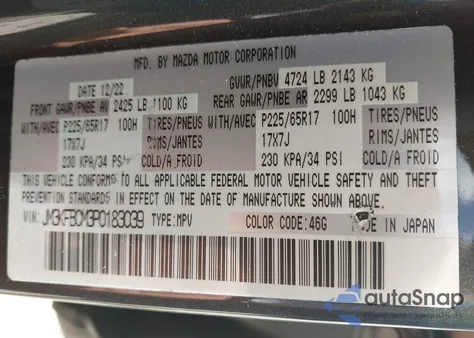 MFD. BY MAZDA MOTOR CORPORATION
DATE 12/22
GVWR/PNBV 4724 LB 2143 KG
FRONT GAWR/PNBE AV 2425 LB 1100 KG
REAR GAWR/PNBE AR 2299 LB 1043 KG
WITH/AVEC P225/65R17 100H TIRES/PNEUS WITH/AVEC P225/65R17 100H TIRES/PNEUS
17X7J RIMS/JANTES 17X7J RIMS/JANTES
230 KPA/34 PSI COLD/A FROID 230 KPA/34 PSI COLD/A FROID
THIS VEHICLE CONFORMS TO ALL APPLICABLE FEDERAL MOTOR VEHICLE SAFETY AND THEFT
PREVENTION STANDARDS IN EFFECT ON THE DATE OF MANUFACTURE SHOWN ABOVE.
VIN: JM3KFBCM3P0183039 TYPE: MPV COLOR CODE: 46G IN JAPAN
autoSnap